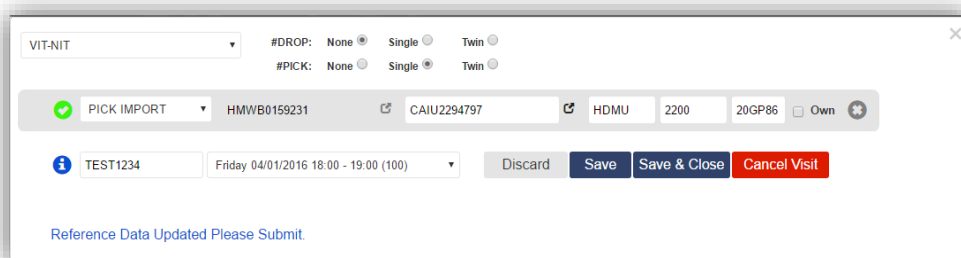 VIT-NIT #DROP: None Single Twin
#PICK: None Single Twin
PICK IMPORT HMWB0159231 CAIU2294797 HDMU 2200 20GP86 Own
TEST1234 Friday 04/01/2016 18:00 - 19:00 (100) Discard Save Save & Close Cancel Visit
Reference Data Updated Please Submit.